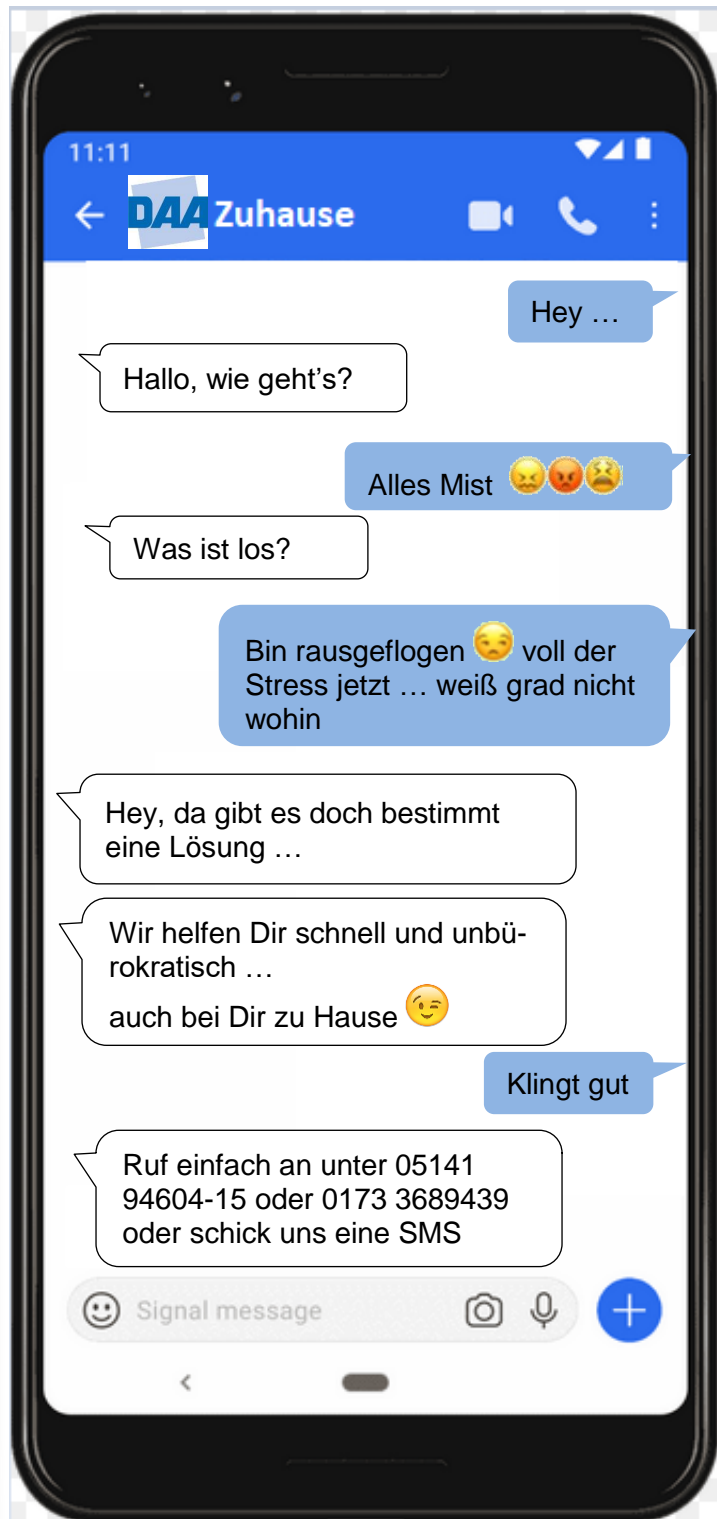 11:11
DAA Zuhause
Hey …
Hallo, wie geht’s?
Alles Mist 😖😡😫
Was ist los?
Bin rausgeflogen 😒 voll der
Stress jetzt … weiß grad nicht
wohin
Hey, da gibt es doch bestimmt
eine Lösung …
Wir helfen Dir schnell und unbü-
rokratisch …
auch bei Dir zu Hause 😉
Klingt gut
Ruf einfach an unter 05141
94604-15 oder 0173 3689439
oder schick uns eine SMS
Signal message